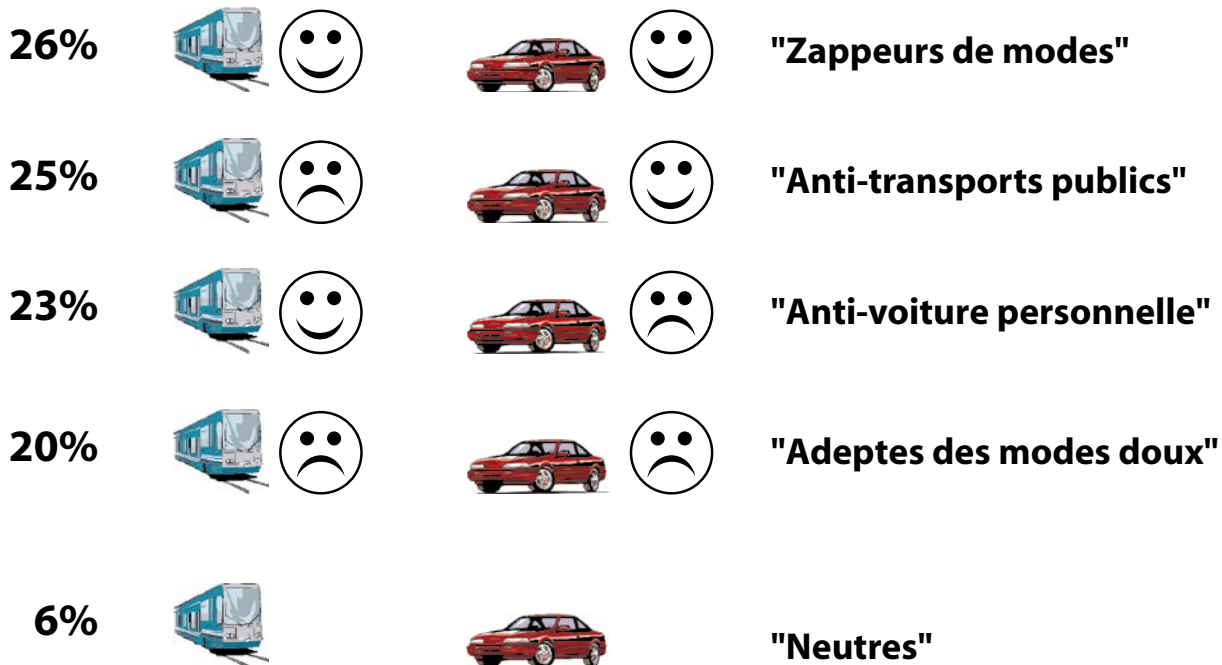 26% "Zappeurs de modes"
25% "Anti-transports publics"
23% "Anti-voiture personnelle"
20% "Adeptes des modes doux"
6% "Neutres"